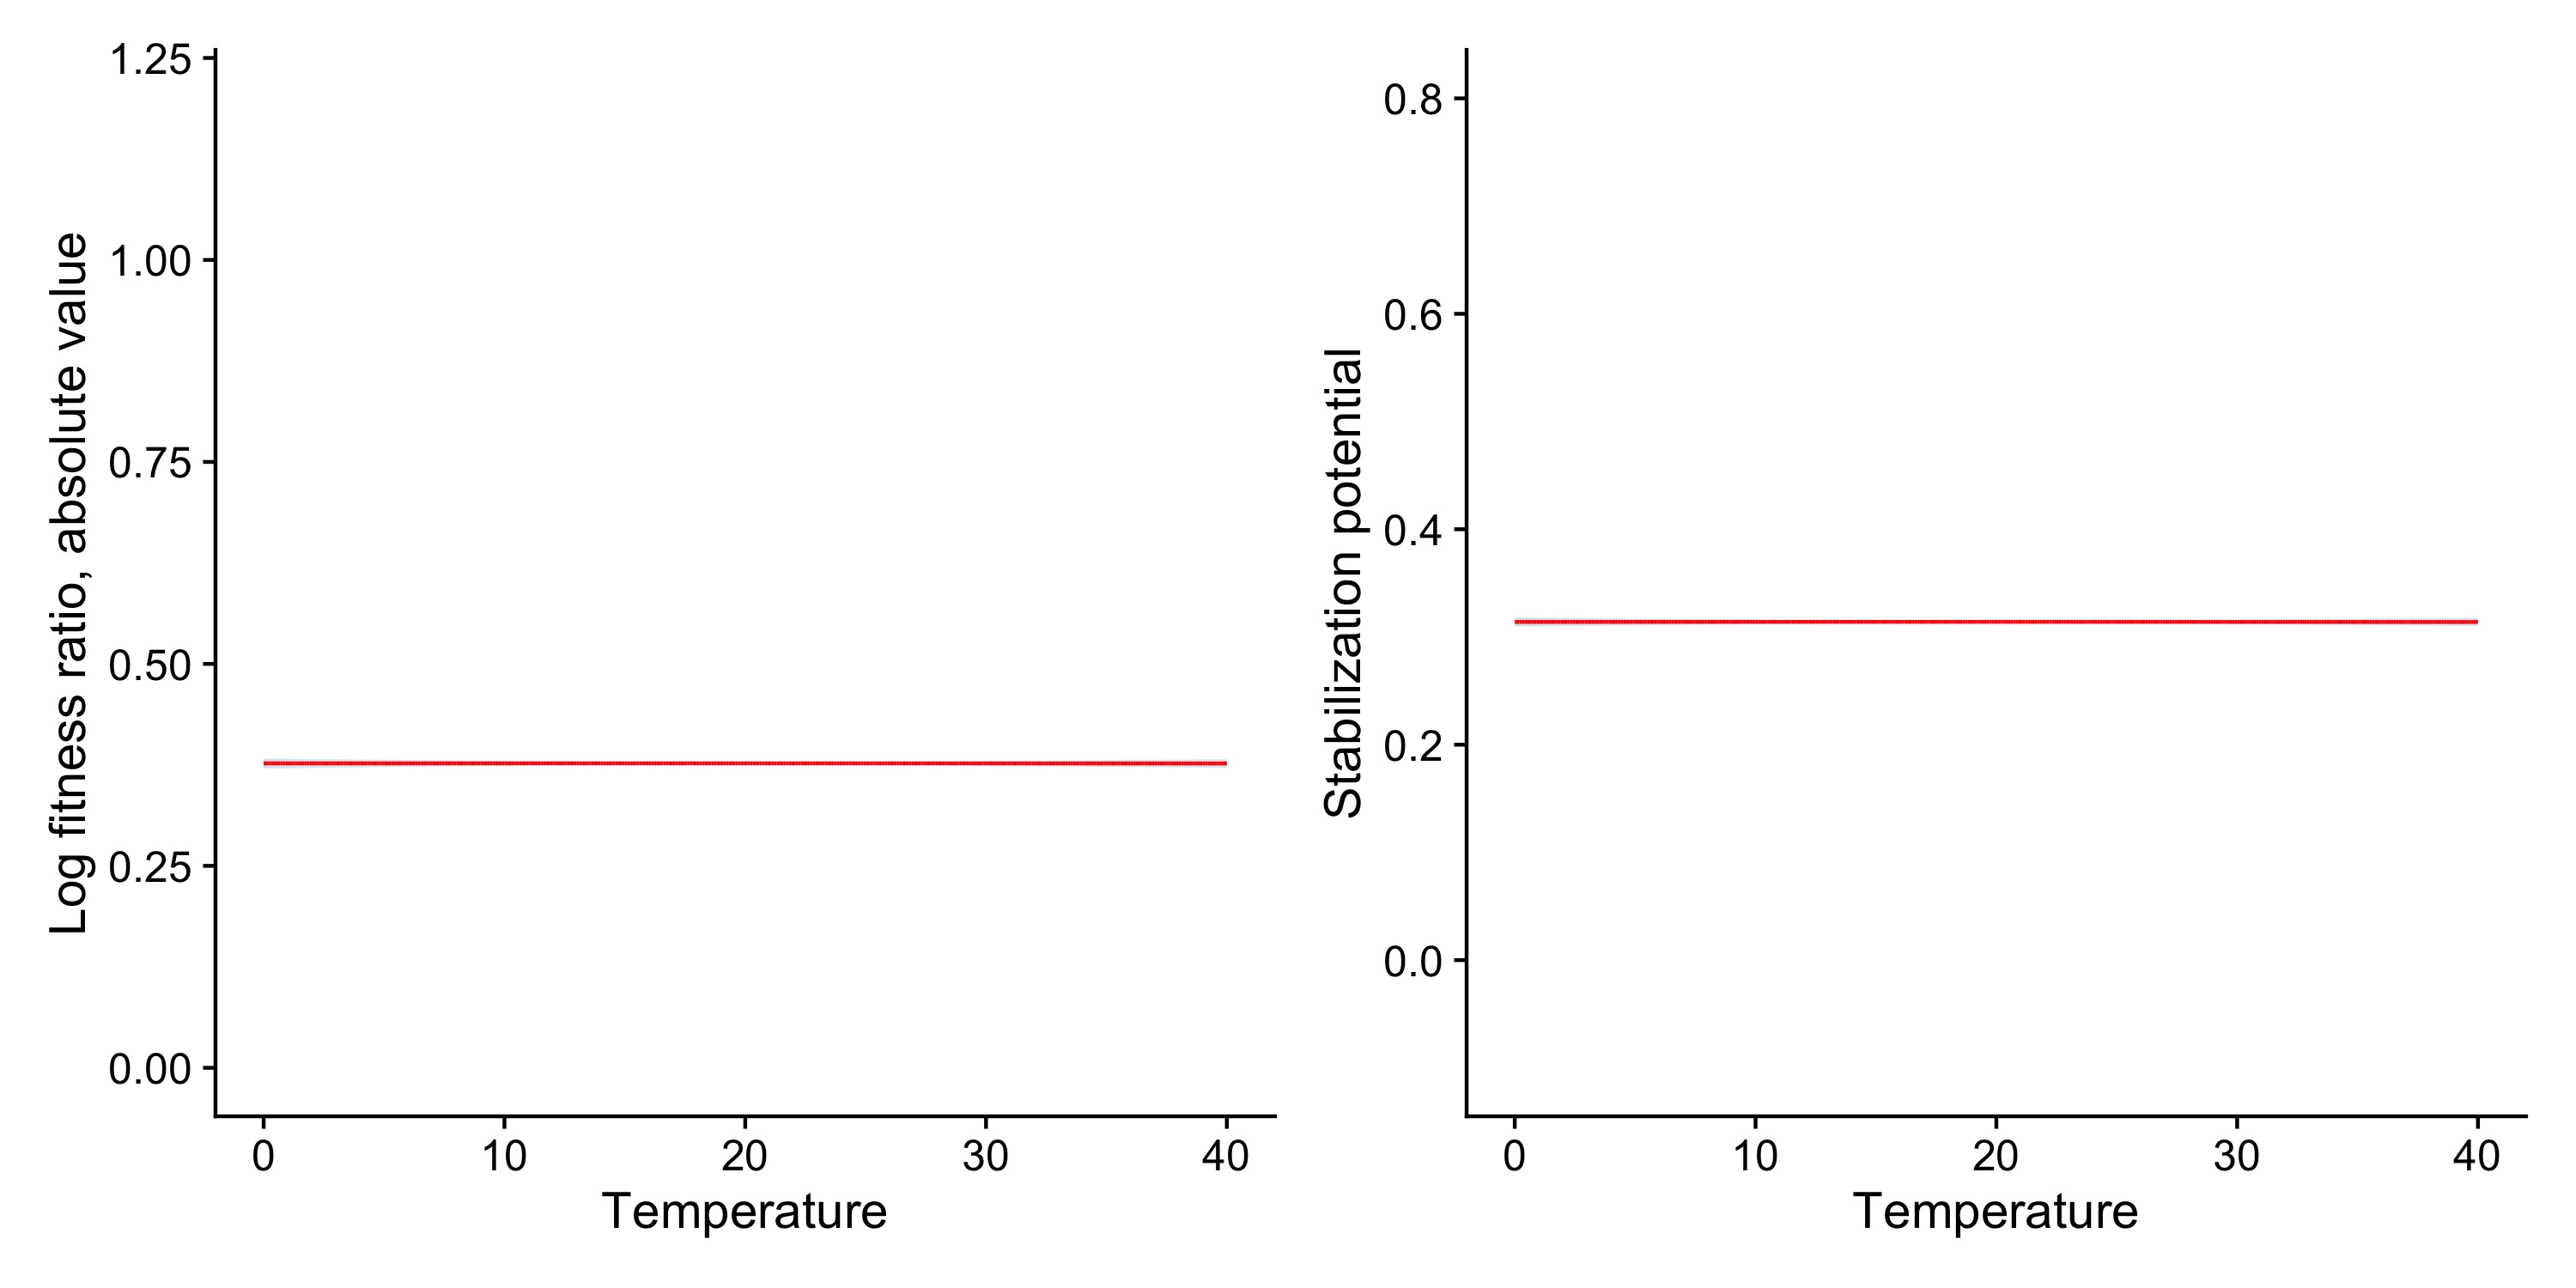 Log fitness ratio, absolute value
1.25
1.00
0.75
0.50
0.25
0.00
0 10 20 30 40
Temperature
Stabilization potential
0.8
0.6
0.4
0.2
0.0
0 10 20 30 40
Temperature